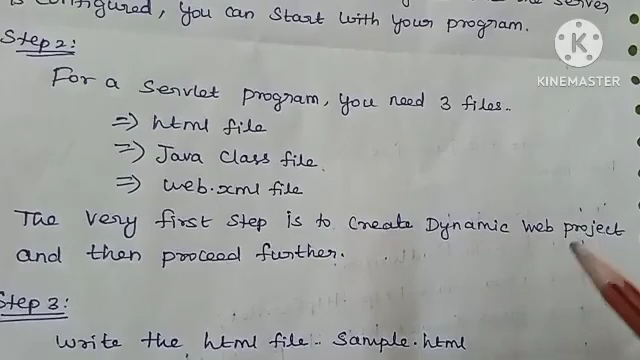 is configured, you can start with your program.
Step 2:
For a servlet program, you need 3 files..
=> html file
=> Java class file.
=> web.xml file
The very first step is to create Dynamic web project
and then proceed further.
Step 3:
write the html file.. Sample.html
K
KINEMASTER